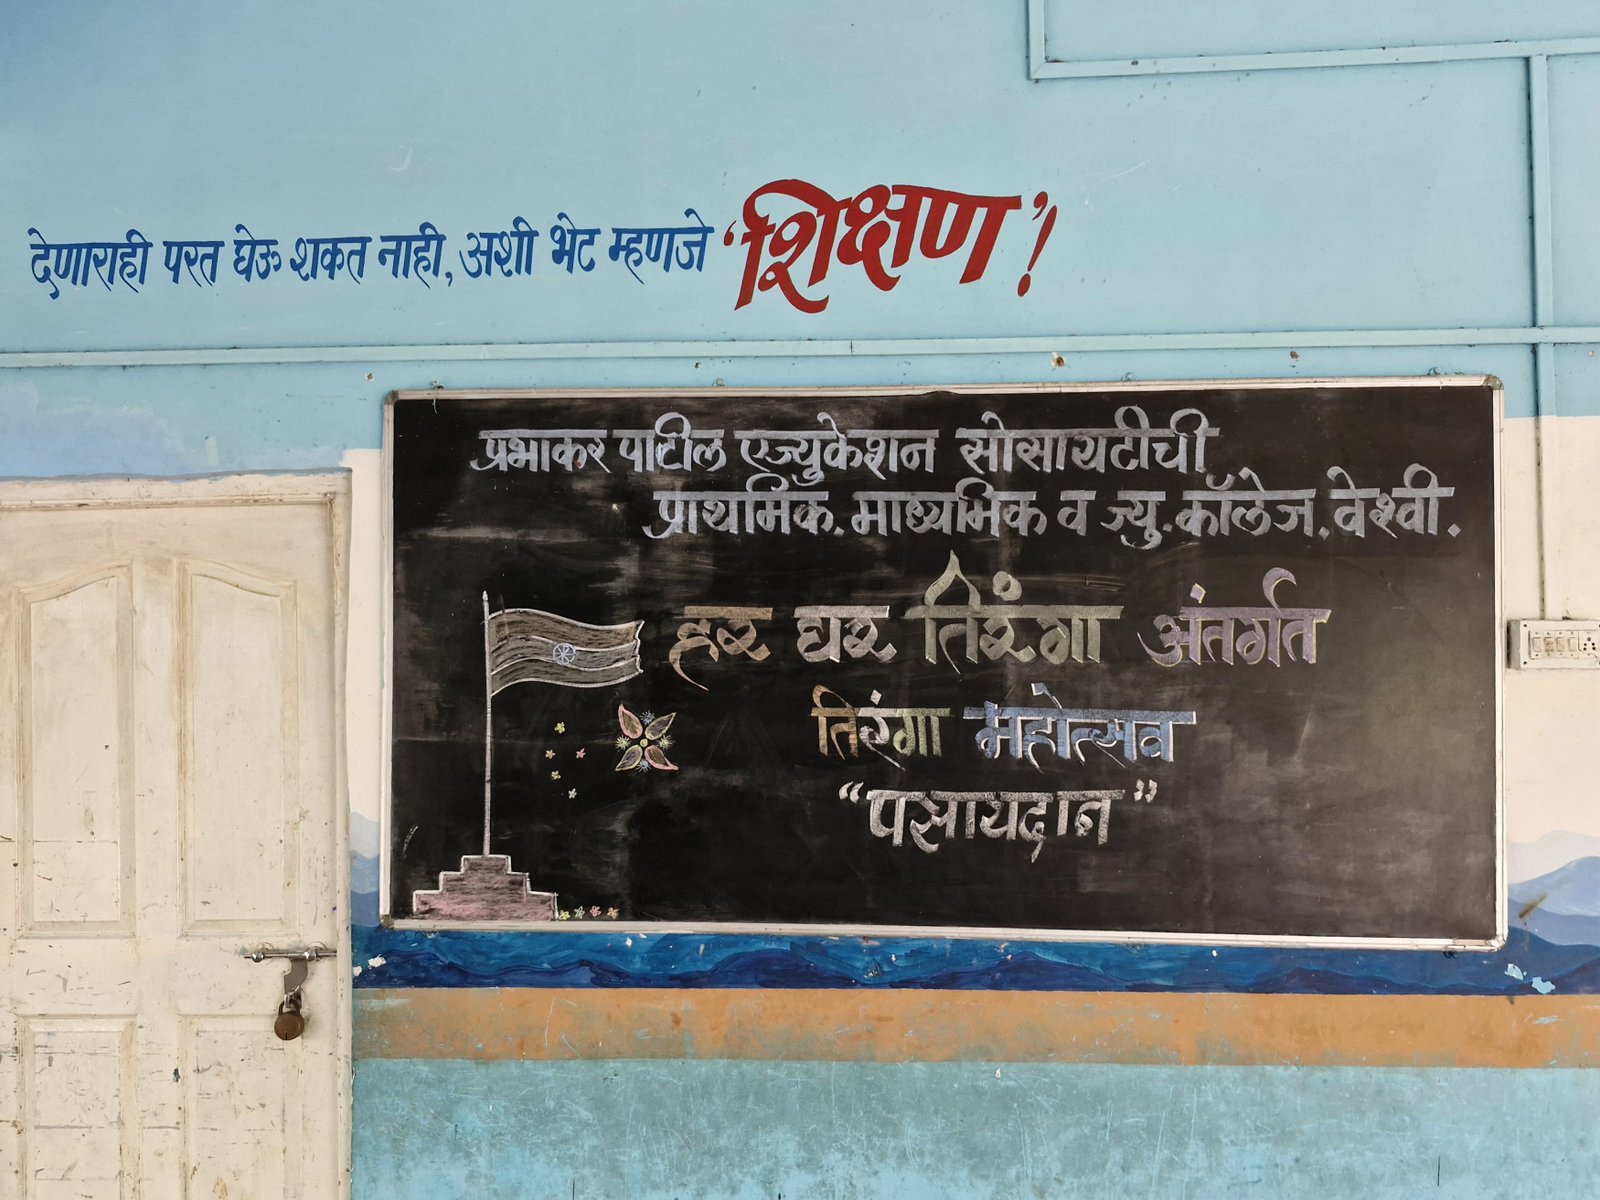 देणाराही परत घेऊ शकत नाही, अशी भेट म्हणजे ‘शिक्षण’!
प्रभाकर पाटील एज्युकेशन सोसायटीची
प्राथमिक. माध्यमिक व ज्यु. कॉलेज. वेश्वी.
हर घर तिरंगा अंतर्गत
तिरंगा महोत्सव
“पसायदान”